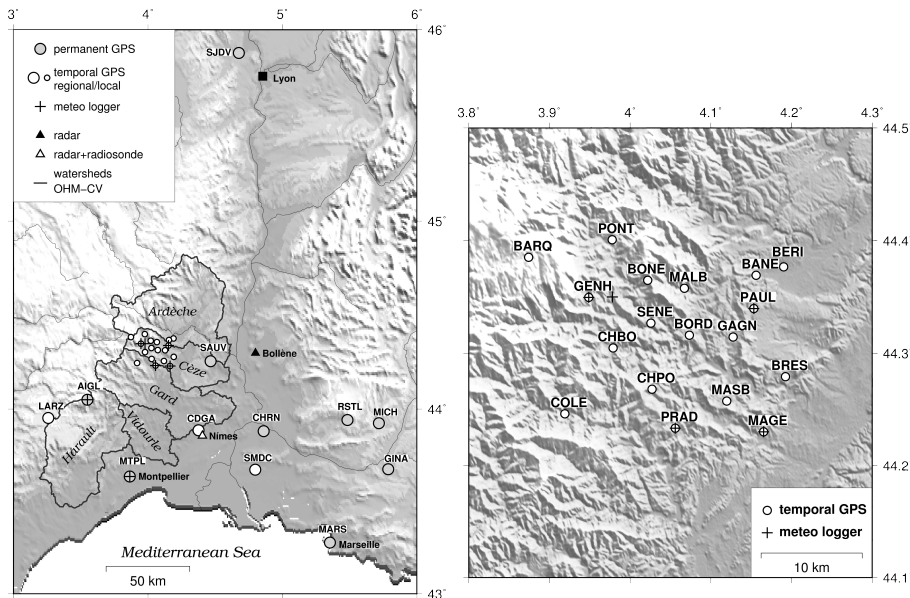 3°
4°
5°
6°
46°
permanent GPS
temporal GPS
regional/local
meteo logger
radar
radar+radiosonde
watersheds
OHM−CV
SJDV
Lyon
45°
Ardèche
SAUV
Bollène
Cèze
AIGL
Gard
44°
LARZ
CDGA
CHRN
RSTL
MICH
Vidourle
Nimes
Hérault
MTPL
SMDC
GINA
Montpellier
MARS
Marseille
Mediterranean Sea
50 km
43°
3.8°
3.9°
4°
4.1°
4.2°
4.3°
44.5°
PONT
44.4°
BARQ
BERI
BANE
BONE
MALB
GENH
PAUL
SENE
BORD
GAGN
CHBO
44.3°
BRES
CHPO
MASB
COLE
PRAD
MAGE
44.2°
temporal GPS
meteo logger
10 km
44.1°